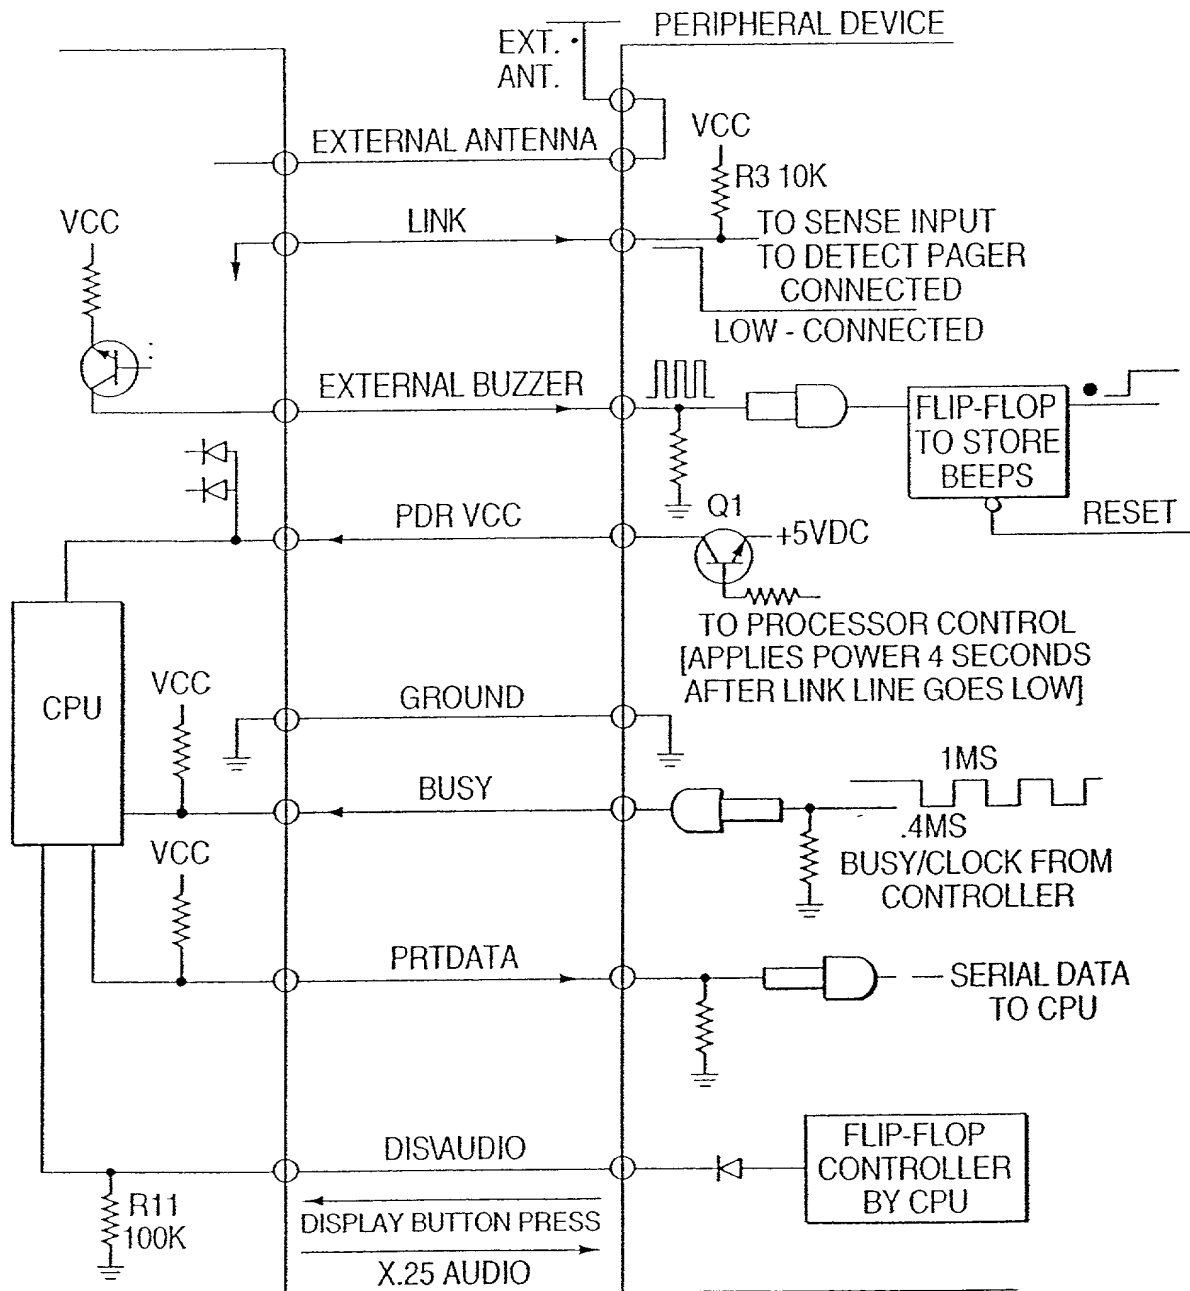 PERIPHERAL DEVICE
EXT.
ANT.
EXTERNAL ANTENNA
VCC
R3 10K
VCC
LINK
TO SENSE INPUT
TO DETECT PAGER
CONNECTED
LOW - CONNECTED
EXTERNAL BUZZER
FLIP-FLOP
TO STORE
BEEPS
RESET
PDR VCC
Q1
+5VDC
TO PROCESSOR CONTROL
[APPLIES POWER 4 SECONDS
AFTER LINK LINE GOES LOW]
CPU
VCC
GROUND
BUSY
1MS
.4MS
BUSY/CLOCK FROM
CONTROLLER
VCC
PRTDATA
SERIAL DATA
TO CPU
DIS\AUDIO
FLIP-FLOP
CONTROLLER
BY CPU
R11
100K
DISPLAY BUTTON PRESS
X.25 AUDIO